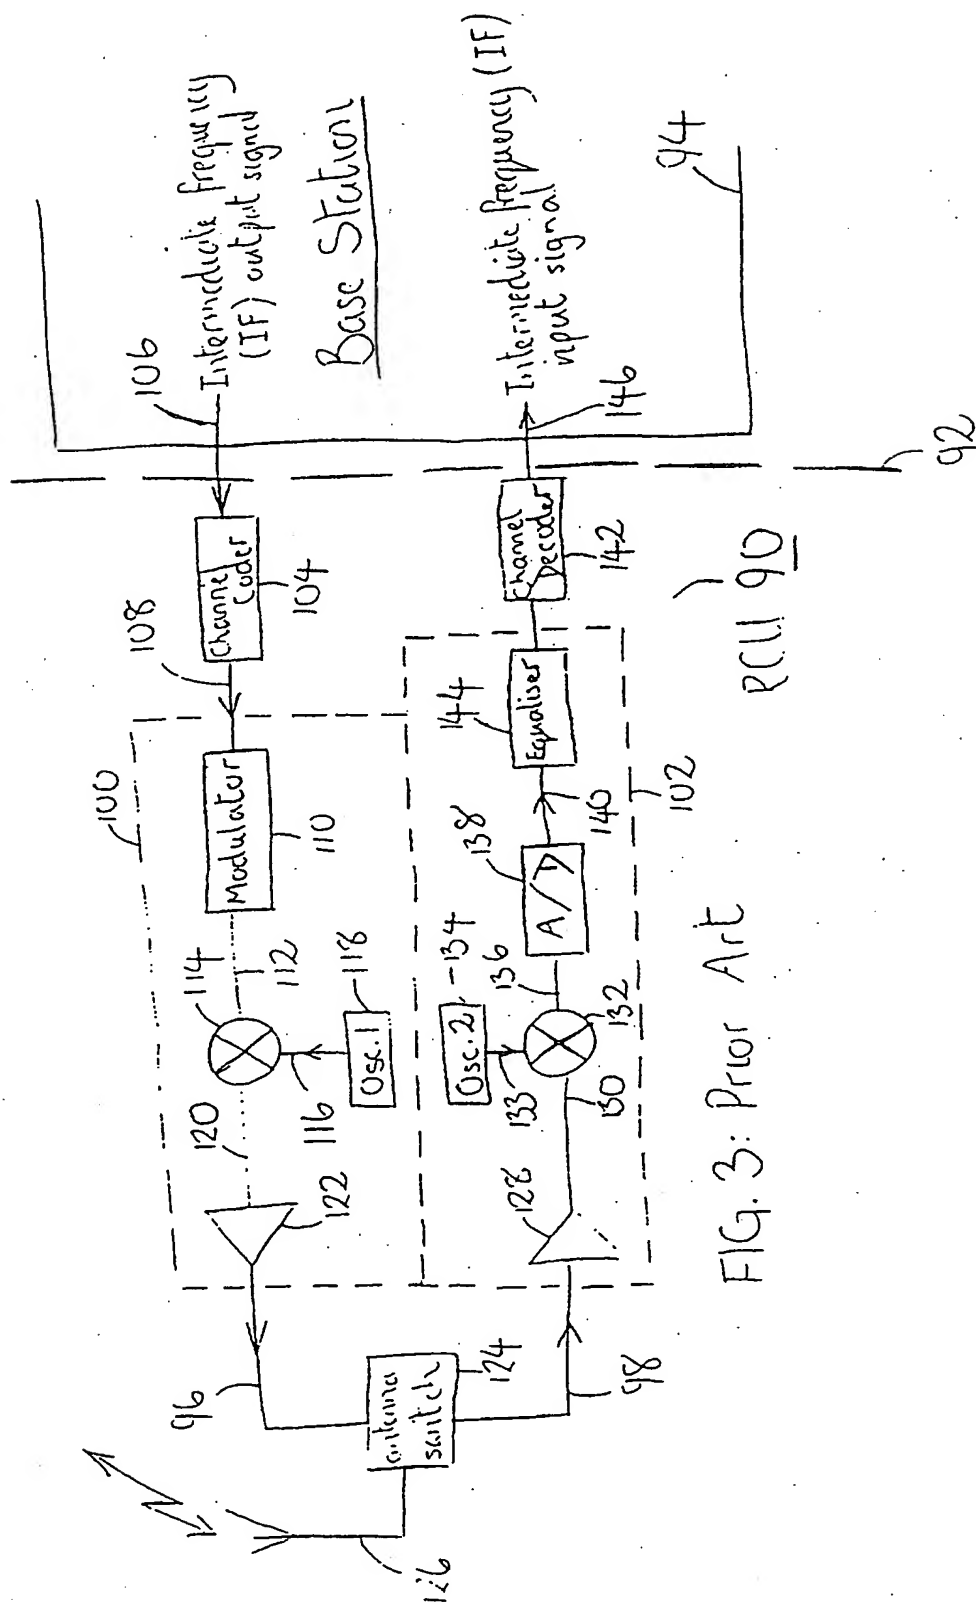 126
96
98
antenna
switch
124
100
122
120
114
112
116
Osc. 1
118
Modulator
110
108
Channel
Coder
104
106
Intermediate frequency
(IF) output signal
Base Station
128
130
132
133
Osc. 2
134
136
A/D
138
140
Equaliser
144
102
Channel
Decoder
142
146
Intermediate frequency (IF)
input signal
94
92
PCU 90
FIG. 3: Prior Art